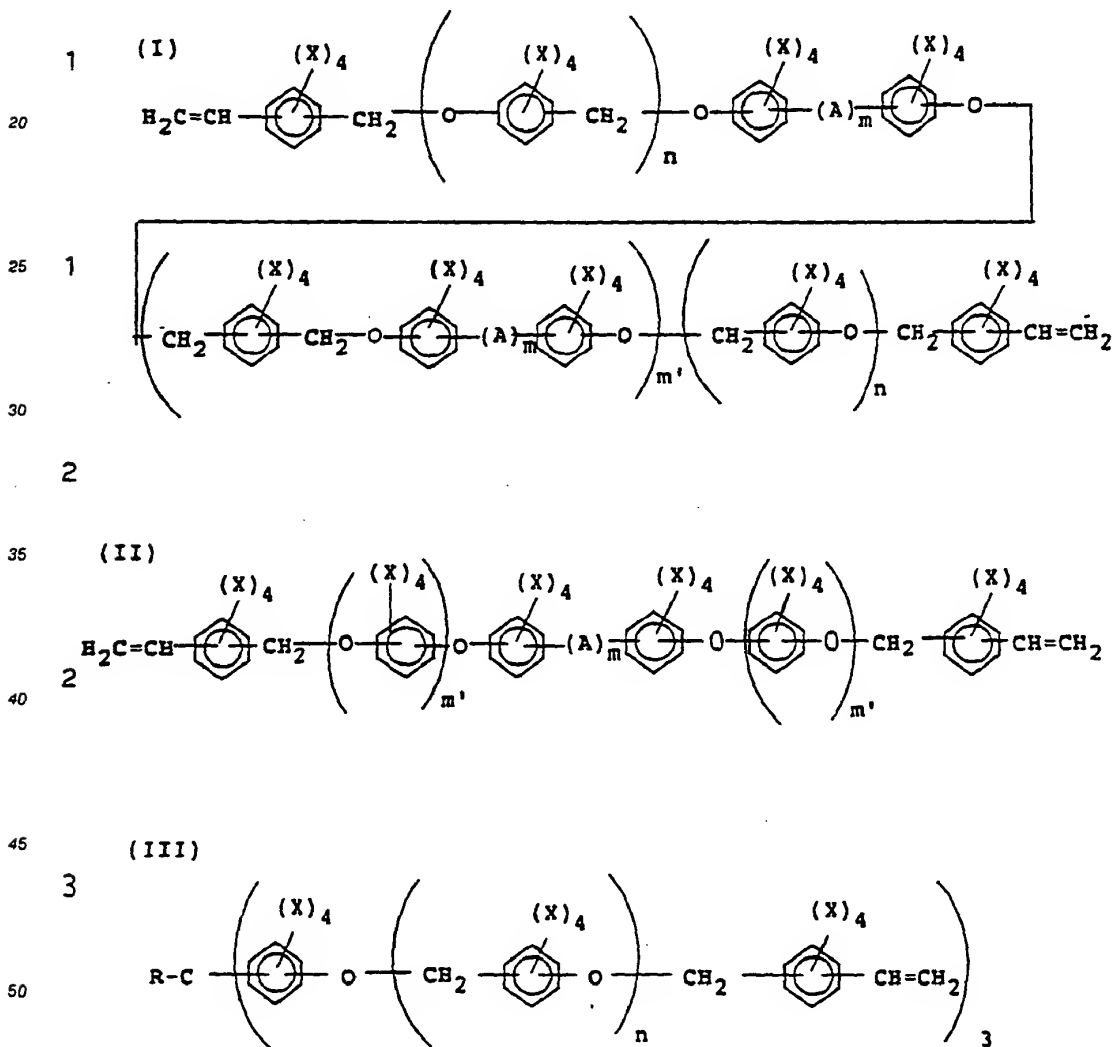 1 (I) (X)4 (X)4 (X)4 (X)4
20 H2C=CH CH2 O CH2 O (A)m O
n
25 1 (X)4 (X)4 (X)4 (X)4 (X)4
CH2 CH2 O (A)m O CH2 O CH2 CH=CH2
m' n
30
2
35 (II)
(X)4 (X)4 (X)4 (X)4 (X)4 (X)4
H2C=CH CH2 O O (A)m O O CH2 CH=CH2
2
40 m' m'
45 (III)
3 (X)4 (X)4 (X)4
50 R-C O CH2 O CH2 CH=CH2
n 3